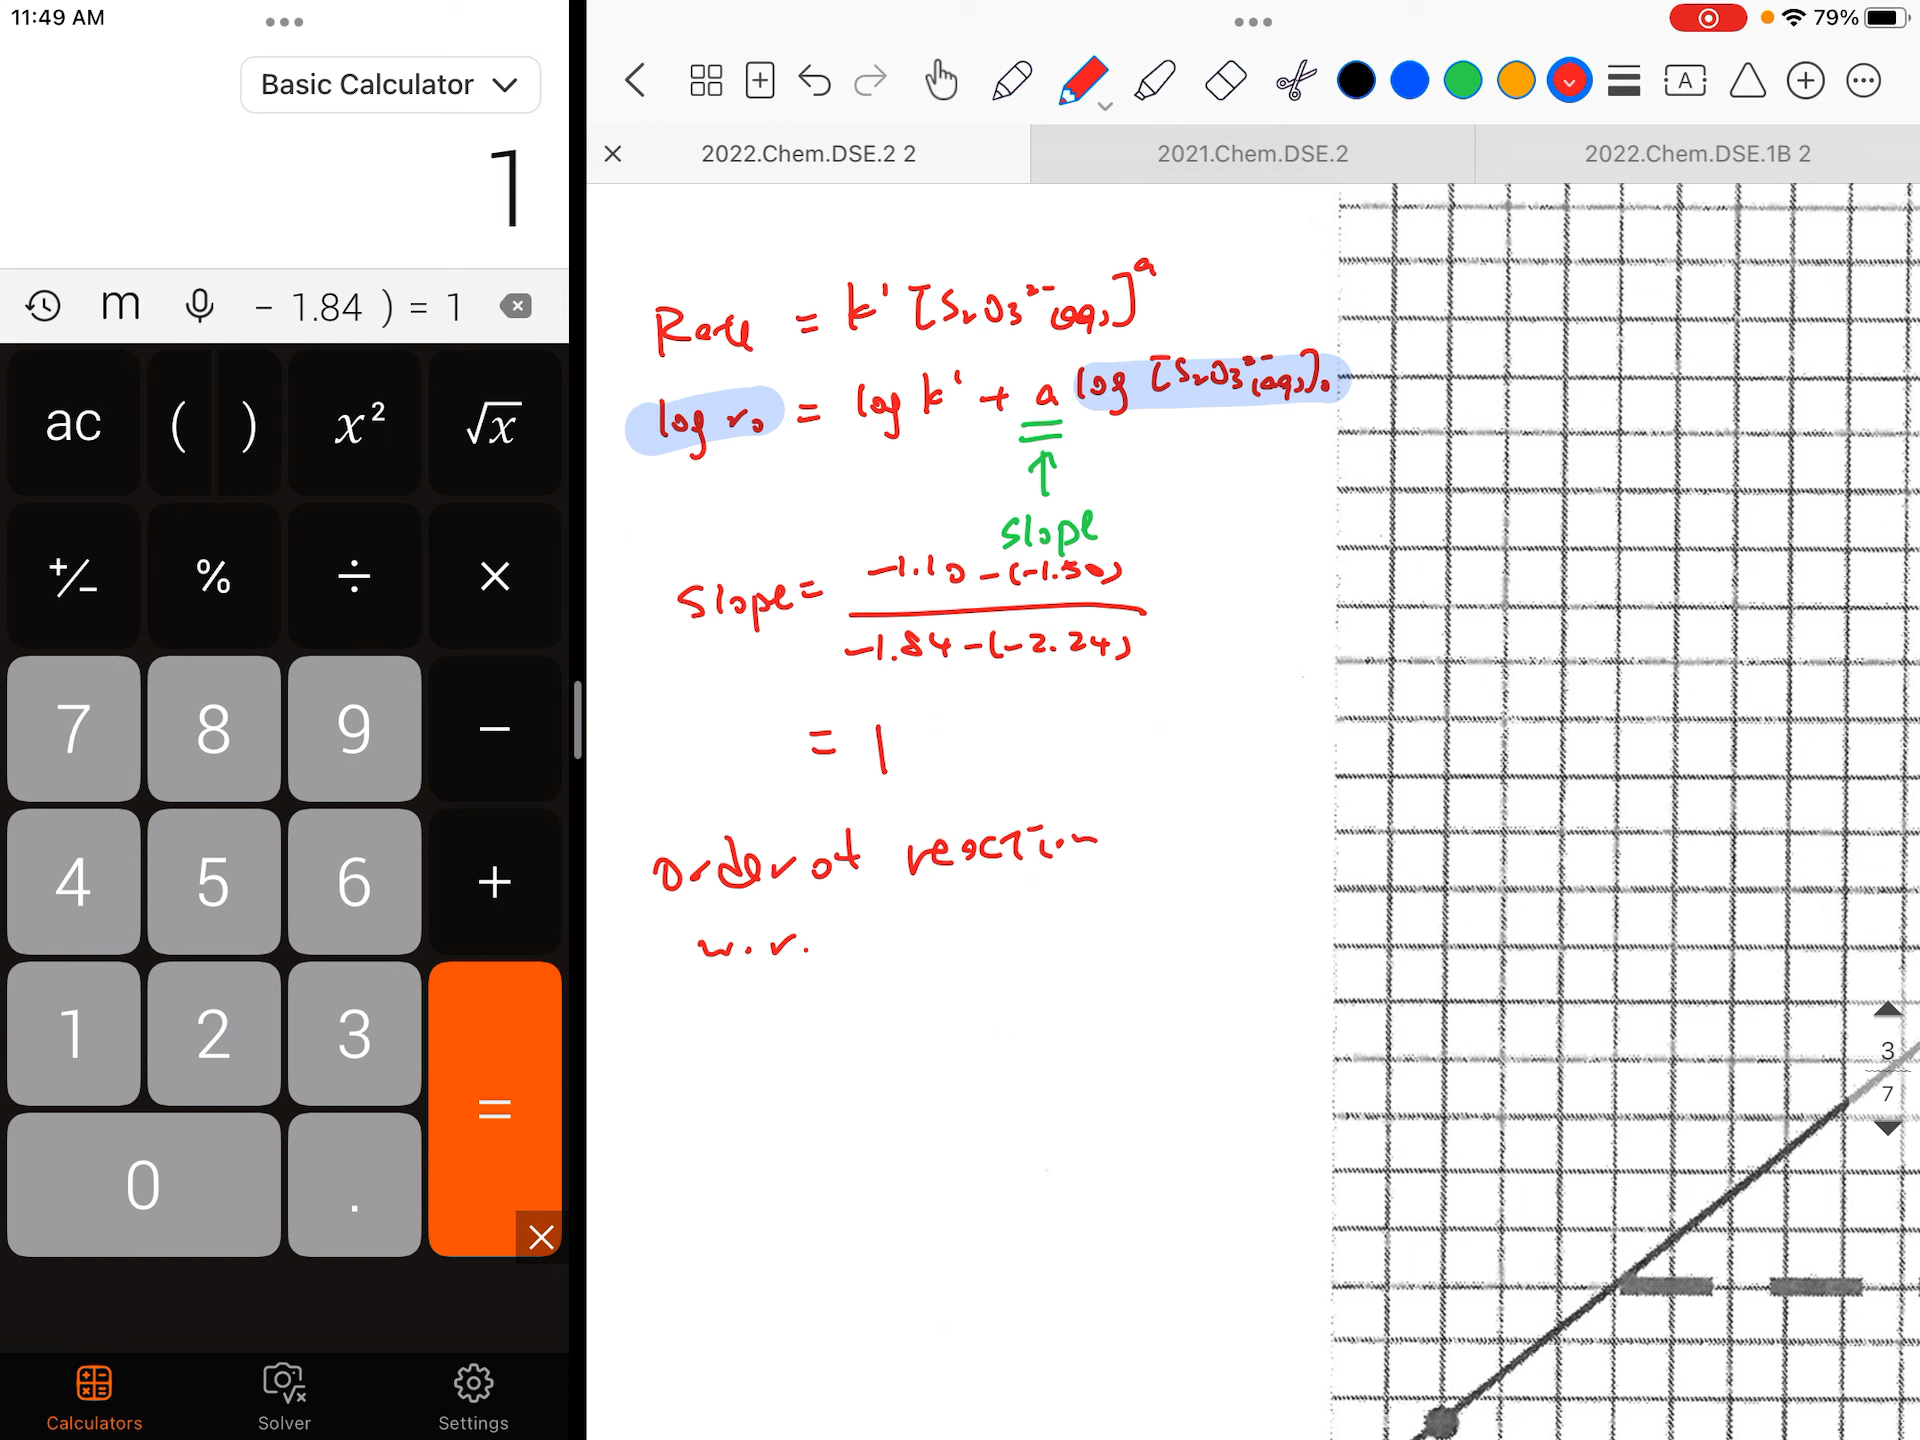 11:49 AM
79%
Basic Calculator
1
m − 1.84 ) = 1
ac ( ) x² √x
+/− % ÷ ×
7 8 9 −
4 5 6 +
1 2 3 =
0 .
Calculators Solver Settings
A
2022.Chem.DSE.2 2 2021.Chem.DSE.2 2022.Chem.DSE.1B 2
Rate = k' [S₂O₃²⁻(aq)]ᵃ
log r₀ = log k' + a log [S₂O₃²⁻(aq)]₀
↑
slope
Slope = −1.10 − (−1.50)
−1.84 − (−2.24)
= 1
Order of reaction
w.r.
3
7